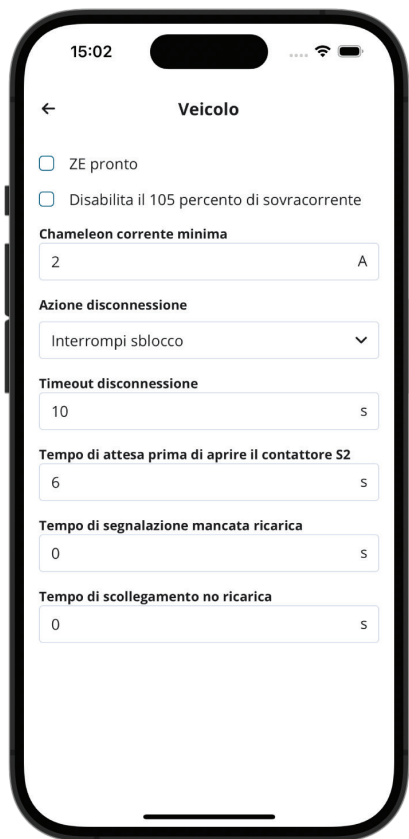 15:02
Veicolo
ZE pronto
Disabilita il 105 percento di sovracorrente
Chameleon corrente minima
2 A
Azione disconnessione
Interrompi sblocco
Timeout disconnessione
10 s
Tempo di attesa prima di aprire il contattore S2
6 s
Tempo di segnalazione mancata ricarica
0 s
Tempo di scollegamento no ricarica
0 s